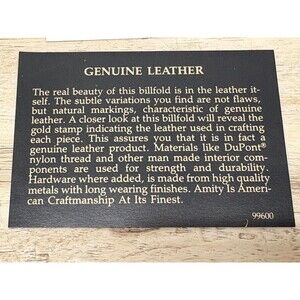 GENUINE LEATHER
The real beauty of this billfold is in the leather it-
self. The subtle variations you find are not flaws,
but natural markings, characteristic of genuine
leather. A closer look at this billfold will reveal the
gold stamp indicating the leather used in crafting
each piece. This assures you that it is in fact a
genuine leather product. Materials like DuPont®
nylon thread and other man made interior com-
ponents are used for strength and durability.
Hardware where added, is made from high quality
metals with long wearing finishes. Amity Is Ameri-
can Craftmanship At Its Finest.
99600